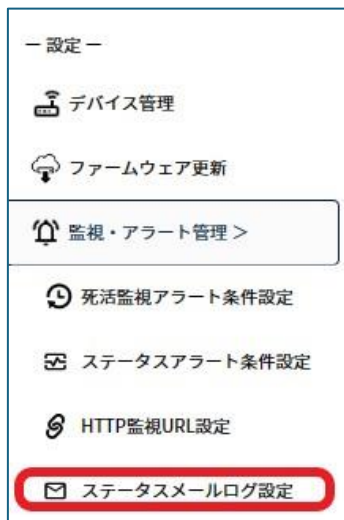 ― 設定 ―
デバイス管理
ファームウェア更新
監視・アラート管理 >
死活監視アラート条件設定
ステータスアラート条件設定
HTTP監視URL設定
ステータスメールログ設定